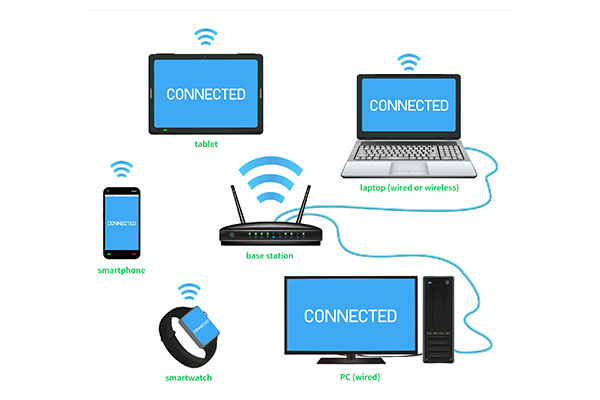 CONNECTED
tablet
CONNECTED
laptop (wired or wireless)
CONNECTED
smartphone
base station
CONNECTED
smartwatch
CONNECTED
PC (wired)